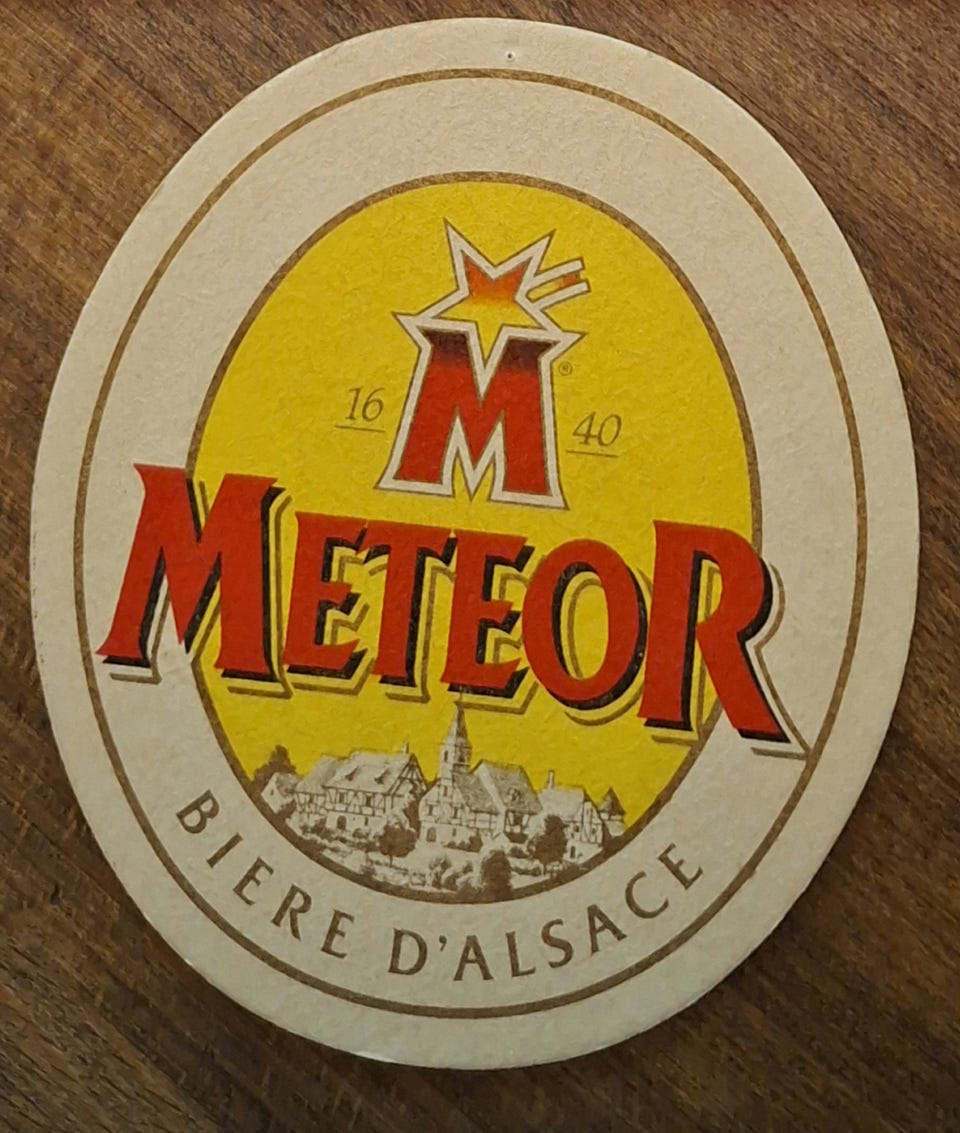 M®
16 40
METEOR
BIERE D'ALSACE